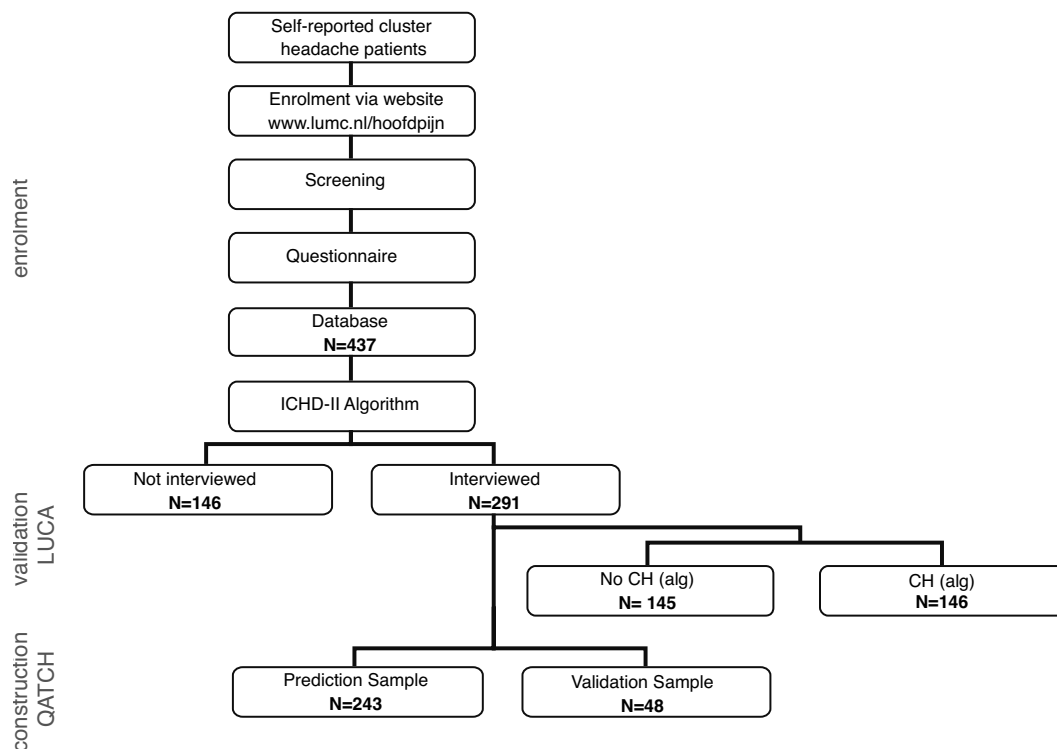 Self-reported cluster
headache patients
Enrolment via website
www.lumc.nl/hoofdpijn
Screening
enrolment
Questionnaire
Database
N=437
ICHD-II Algorithm
Not interviewed
N=146
Interviewed
N=291
validation
LUCA
No CH (alg)
N= 145
CH (alg)
N=146
construction
QATCH
Prediction Sample
N=243
Validation Sample
N=48